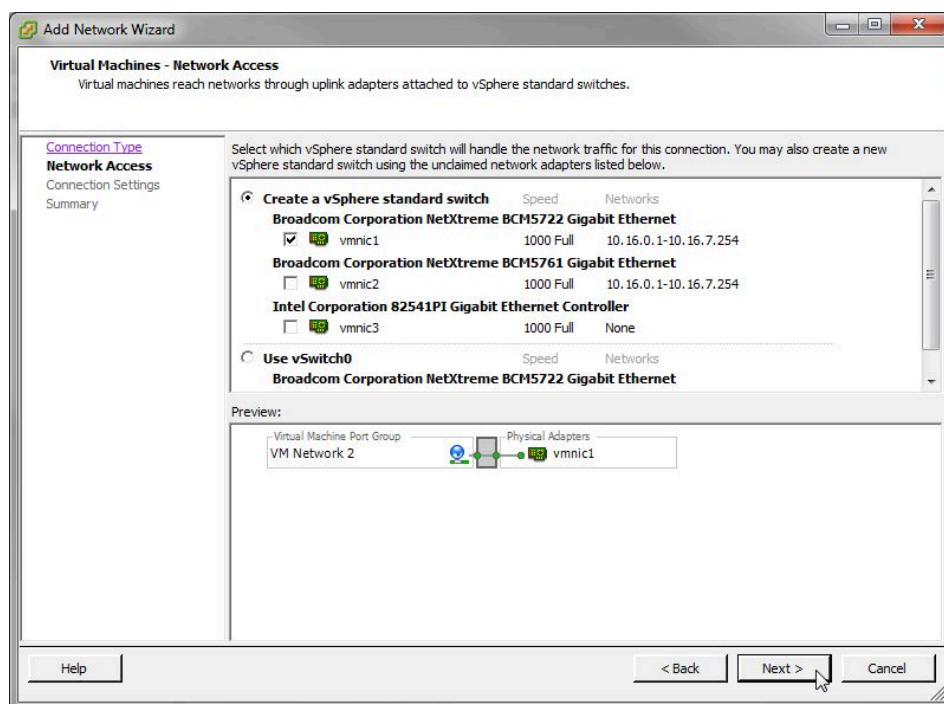 Add Network Wizard
Virtual Machines - Network Access
Virtual machines reach networks through uplink adapters attached to vSphere standard switches.
Connection Type
Network Access
Connection Settings
Summary
Select which vSphere standard switch will handle the network traffic for this connection. You may also create a new
vSphere standard switch using the unclaimed network adapters listed below.
Create a vSphere standard switch Speed Networks
Broadcom Corporation NetXtreme BCM5722 Gigabit Ethernet
vmnic1 1000 Full 10.16.0.1-10.16.7.254
Broadcom Corporation NetXtreme BCM5761 Gigabit Ethernet
vmnic2 1000 Full 10.16.0.1-10.16.7.254
Intel Corporation 82541PI Gigabit Ethernet Controller
vmnic3 1000 Full None
Use vSwitch0 Speed Networks
Broadcom Corporation NetXtreme BCM5722 Gigabit Ethernet
Preview:
Virtual Machine Port Group Physical Adapters
VM Network 2 vmnic1
Help < Back Next > Cancel